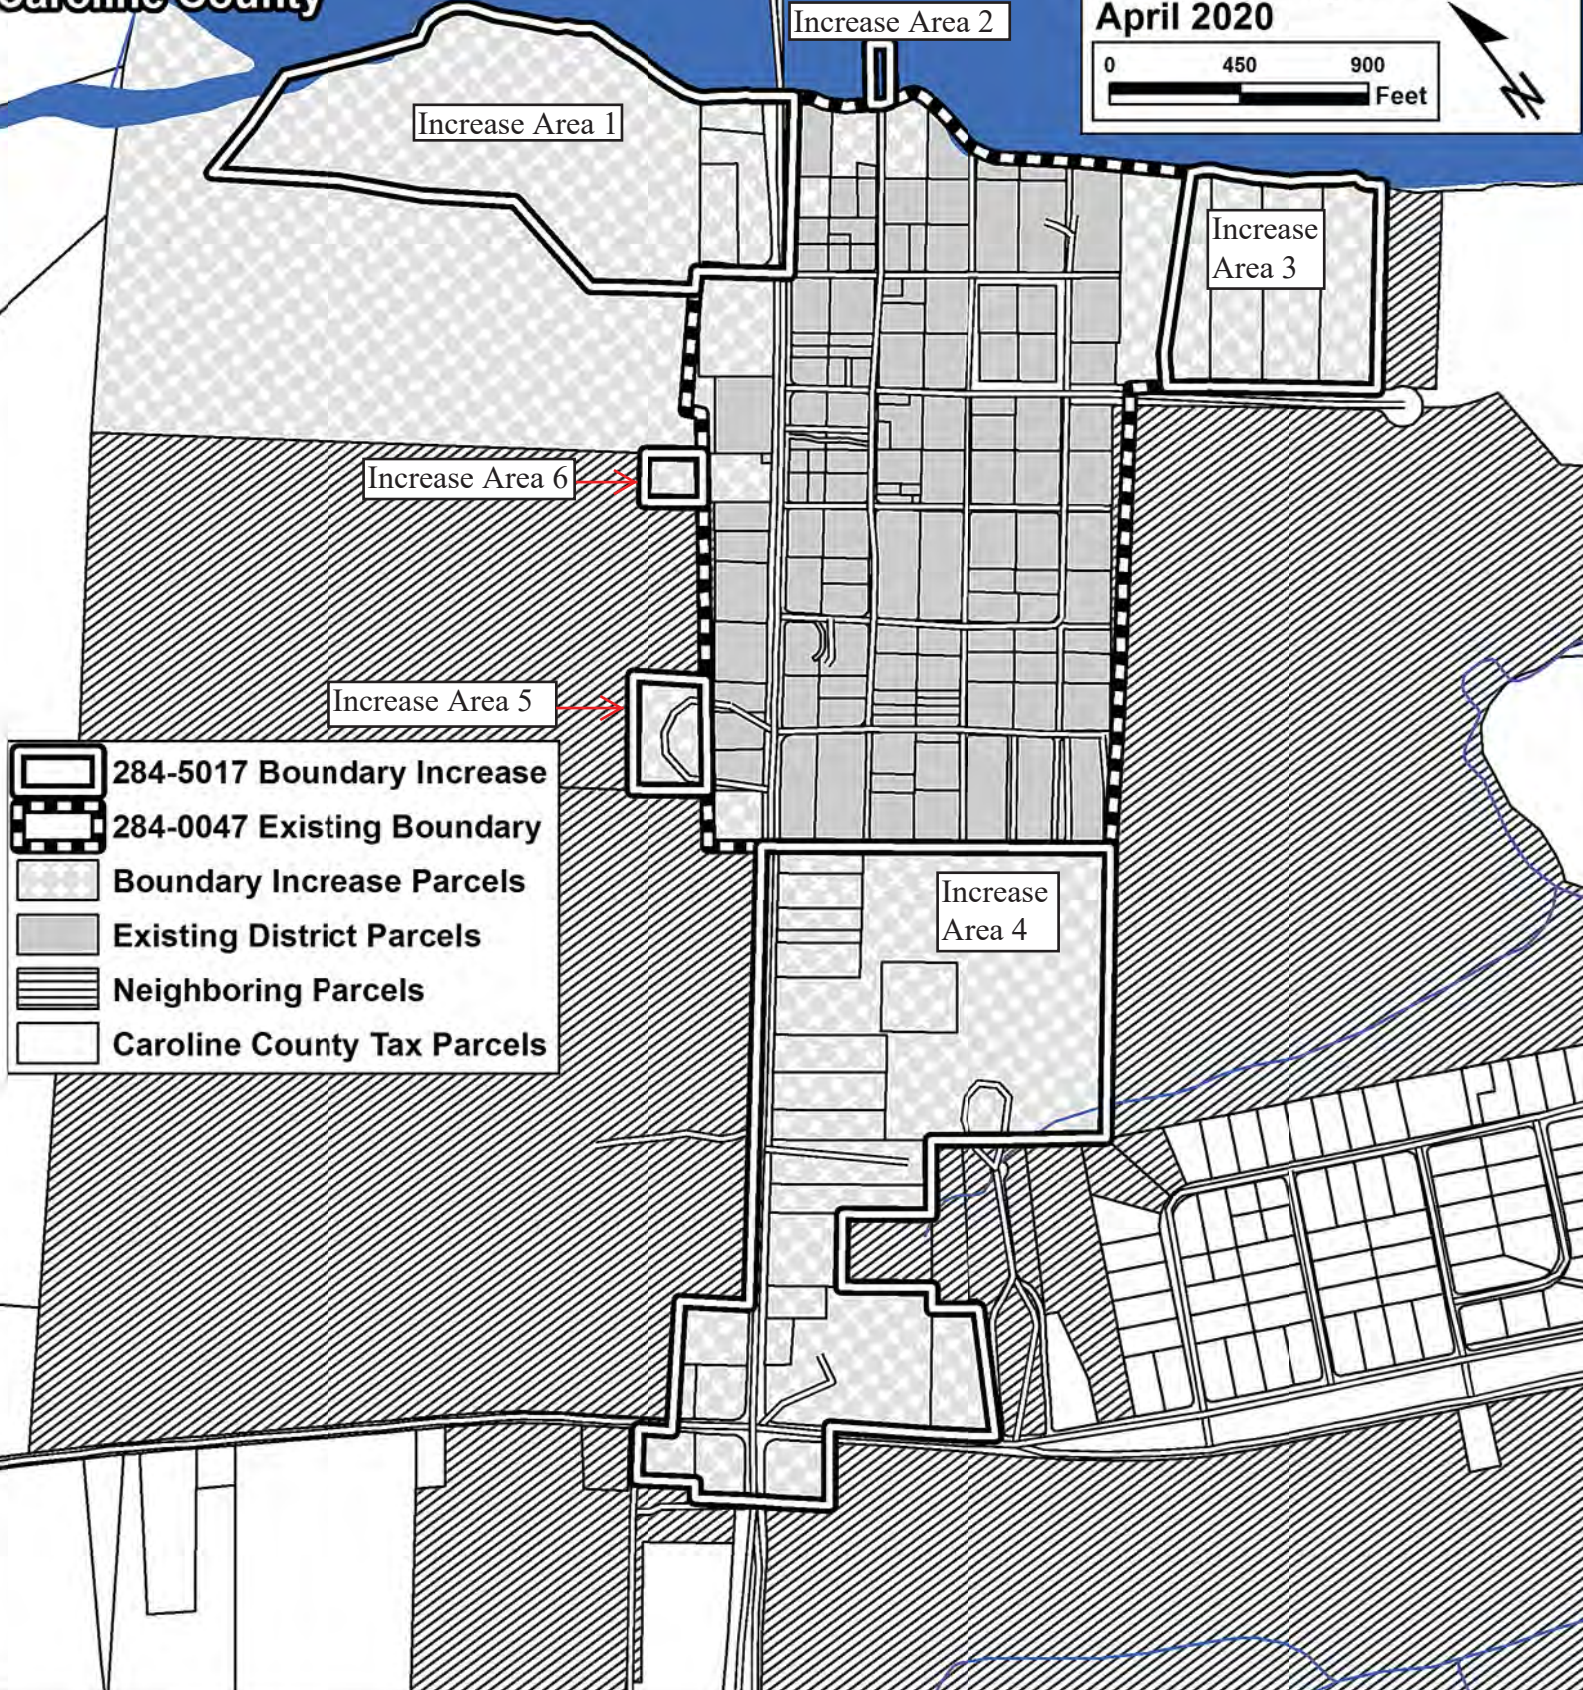 Caroline County
Increase Area 2
April 2020
0 450 900
Feet
N
Increase Area 1
Increase
Area 3
Increase Area 6
Increase Area 5
284-5017 Boundary Increase
284-0047 Existing Boundary
Boundary Increase Parcels
Existing District Parcels
Neighboring Parcels
Caroline County Tax Parcels
Increase
Area 4